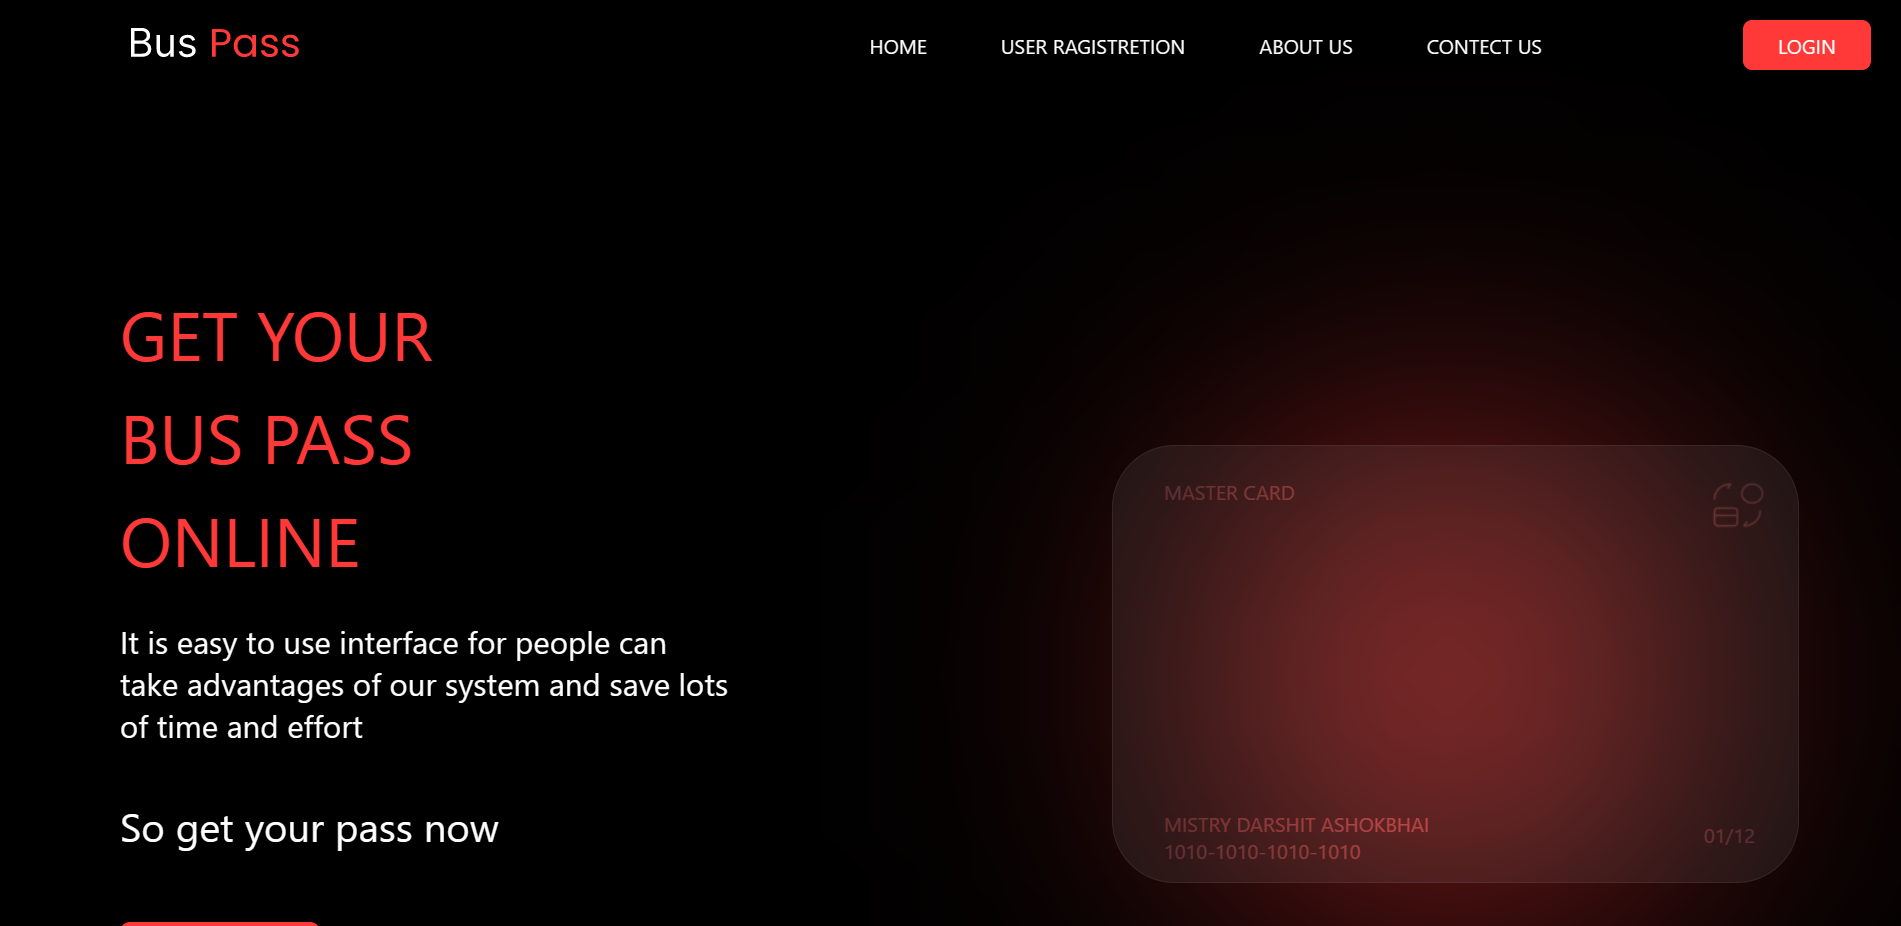 Bus Pass
HOME
USER RAGISTRETION
ABOUT US
CONTECT US
LOGIN
GET YOUR
BUS PASS
ONLINE
It is easy to use interface for people can
take advantages of our system and save lots
of time and effort
So get your pass now
MASTER CARD
MISTRY DARSHIT ASHOKBHAI
1010-1010-1010-1010
01/12